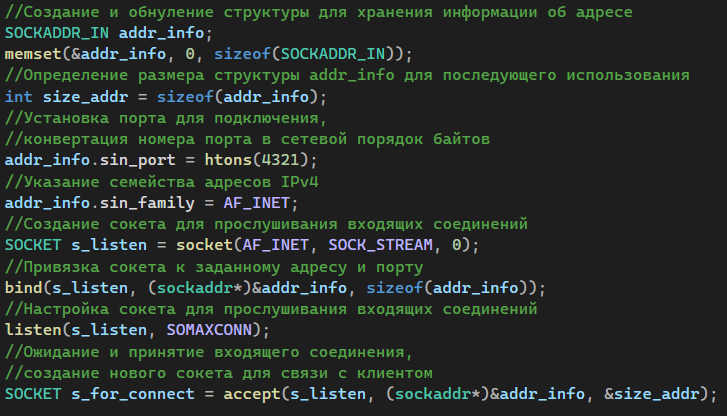 //Создание и обнуление структуры для хранения информации об адресе
SOCKADDR_IN addr_info;
memset(&addr_info, 0, sizeof(SOCKADDR_IN));
//Определение размера структуры addr_info для последующего использования
int size_addr = sizeof(addr_info);
//Установка порта для подключения,
//конвертация номера порта в сетевой порядок байтов
addr_info.sin_port = htons(4321);
//Указание семейства адресов IPv4
addr_info.sin_family = AF_INET;
//Создание сокета для прослушивания входящих соединений
SOCKET s_listen = socket(AF_INET, SOCK_STREAM, 0);
//Привязка сокета к заданному адресу и порту
bind(s_listen, (sockaddr*)&addr_info, sizeof(addr_info));
//Настройка сокета для прослушивания входящих соединений
listen(s_listen, SOMAXCONN);
//Ожидание и принятие входящего соединения,
//создание нового сокета для связи с клиентом
SOCKET s_for_connect = accept(s_listen, (sockaddr*)&addr_info, &size_addr);